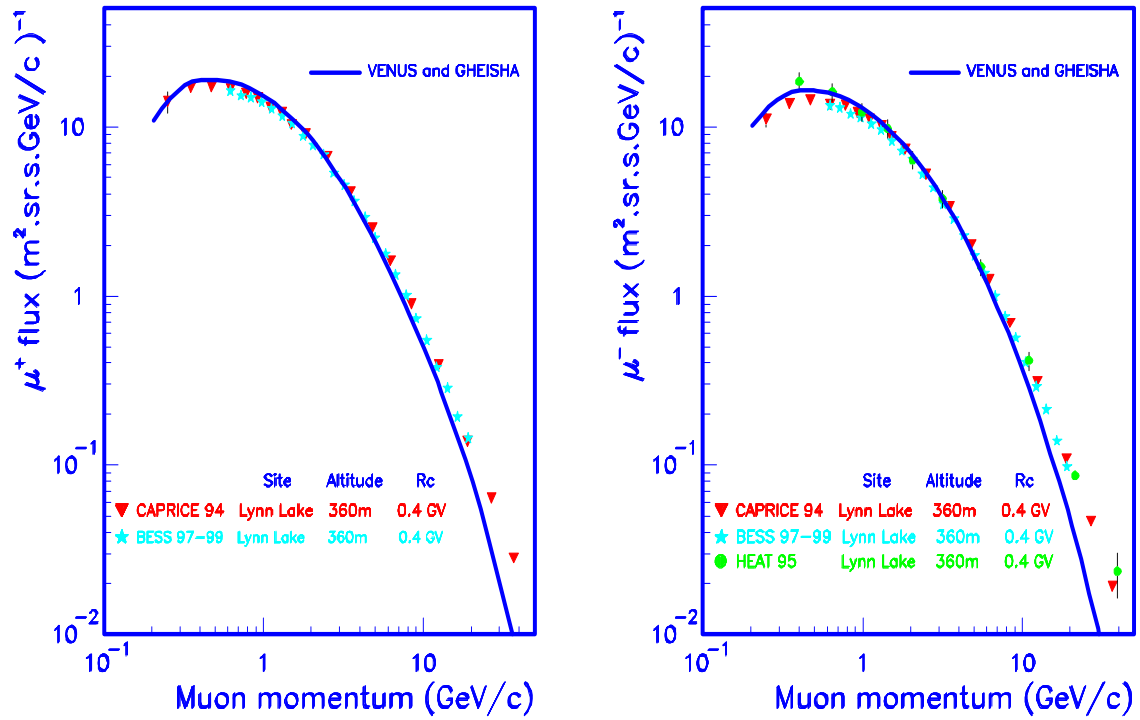 μ⁺ flux (m².sr.s.GeV/c)⁻¹
VENUS and GHEISHA
10
1
10⁻¹
10⁻²
Site Altitude Rc
CAPRICE 94 Lynn Lake 360m 0.4 GV
BESS 97-99 Lynn Lake 360m 0.4 GV
10⁻¹ 1 10
Muon momentum (GeV/c)
μ⁻ flux (m².sr.s.GeV/c)⁻¹
VENUS and GHEISHA
10
1
10⁻¹
10⁻²
Site Altitude Rc
CAPRICE 94 Lynn Lake 360m 0.4 GV
BESS 97-99 Lynn Lake 360m 0.4 GV
HEAT 95 Lynn Lake 360m 0.4 GV
10⁻¹ 1 10
Muon momentum (GeV/c)